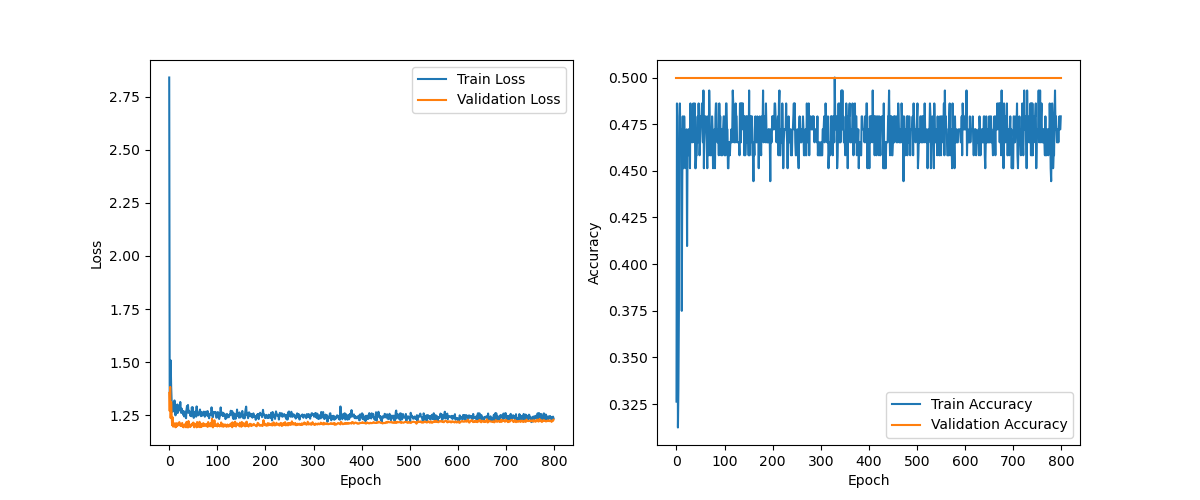 Train Loss
Validation Loss
2.75
2.50
2.25
2.00
1.75
1.50
1.25
Loss
0 100 200 300 400 500 600 700 800
Epoch
0.500
0.475
0.450
0.425
0.400
0.375
0.350
0.325
Accuracy
Train Accuracy
Validation Accuracy
0 100 200 300 400 500 600 700 800
Epoch